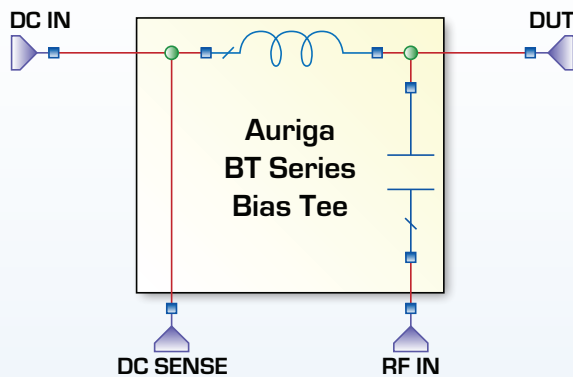 DC IN
DUT
Auriga
BT Series
Bias Tee
DC SENSE
RF IN